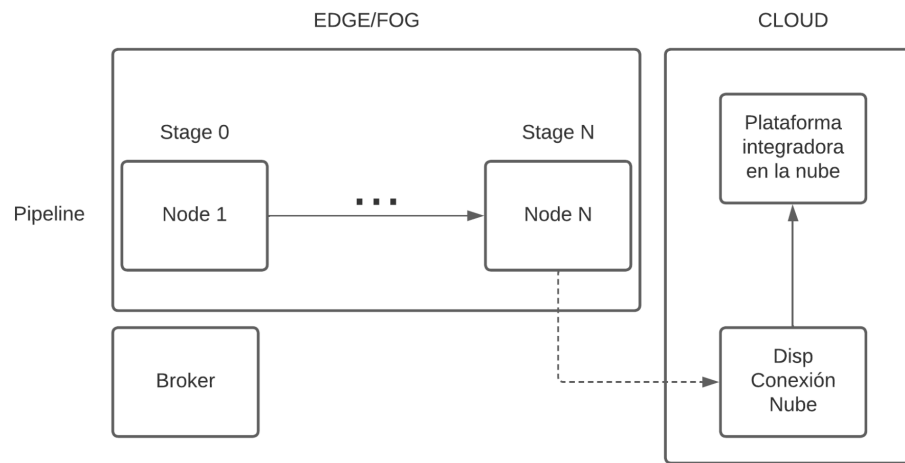 EDGE/FOG
CLOUD
Stage 0
Stage N
Pipeline
Node 1
...
Node N
Plataforma
integradora
en la nube
Broker
Disp
Conexión
Nube